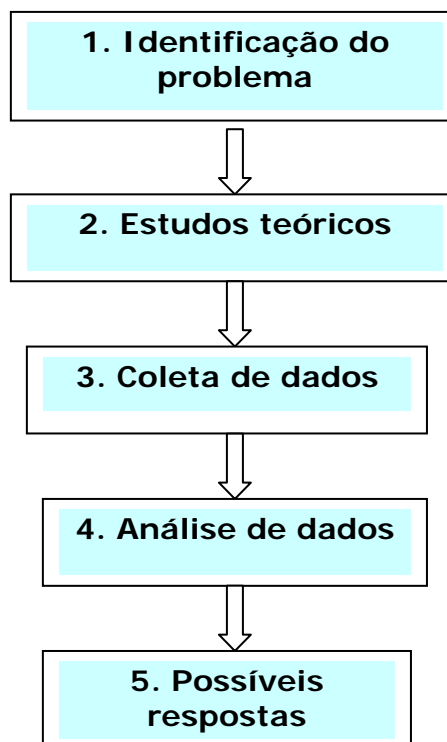 1. Identificação do
problema
2. Estudos teóricos
3. Coleta de dados
4. Análise de dados
5. Possíveis
respostas